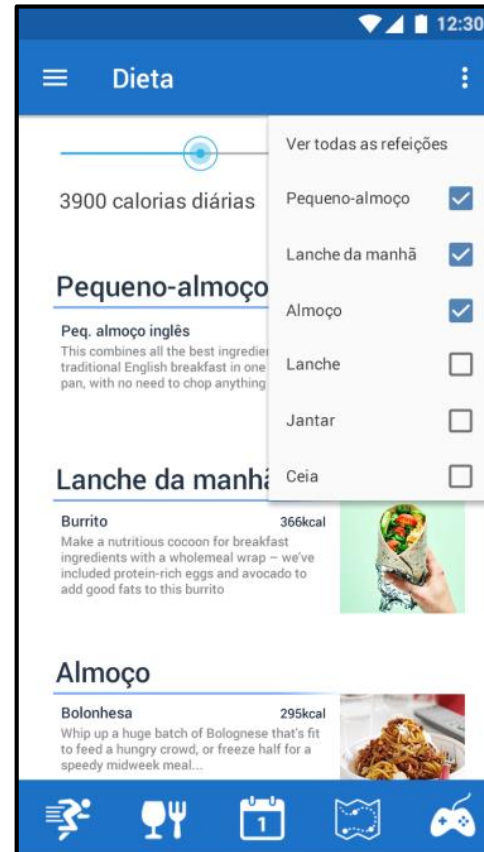 12:30
Dieta
Ver todas as refeições
3900 calorias diárias
Pequeno-almoço
Lanche da manhã
Almoço
Lanche
Jantar
Ceia
Pequeno-almoço
Peq. almoço inglês
This combines all the best ingredie
traditional English breakfast in one
pan, with no need to chop anything
Lanche da manhã
Burrito 366kcal
Make a nutritious cocoon for breakfast
ingredients with a wholemeal wrap – we've
included protein-rich eggs and avocado to
add good fats to this burrito
Almoço
Bolonhesa 295kcal
Whip up a huge batch of Bolognese that's fit
to feed a hungry crowd, or freeze half for a
speedy midweek meal...
1